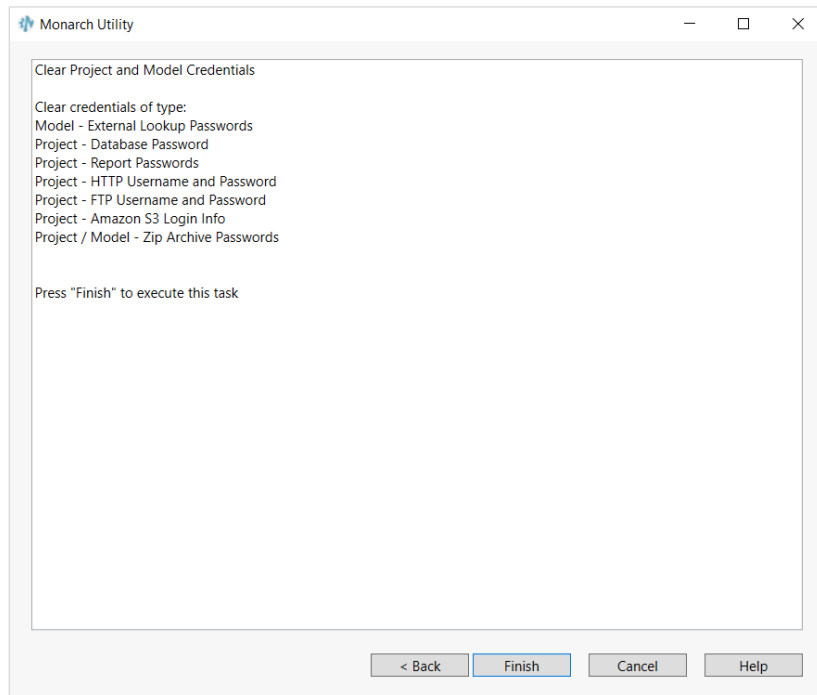 Monarch Utility
Clear Project and Model Credentials
Clear credentials of type:
Model - External Lookup Passwords
Project - Database Password
Project - Report Passwords
Project - HTTP Username and Password
Project - FTP Username and Password
Project - Amazon S3 Login Info
Project / Model - Zip Archive Passwords
Press "Finish" to execute this task
< Back
Finish
Cancel
Help